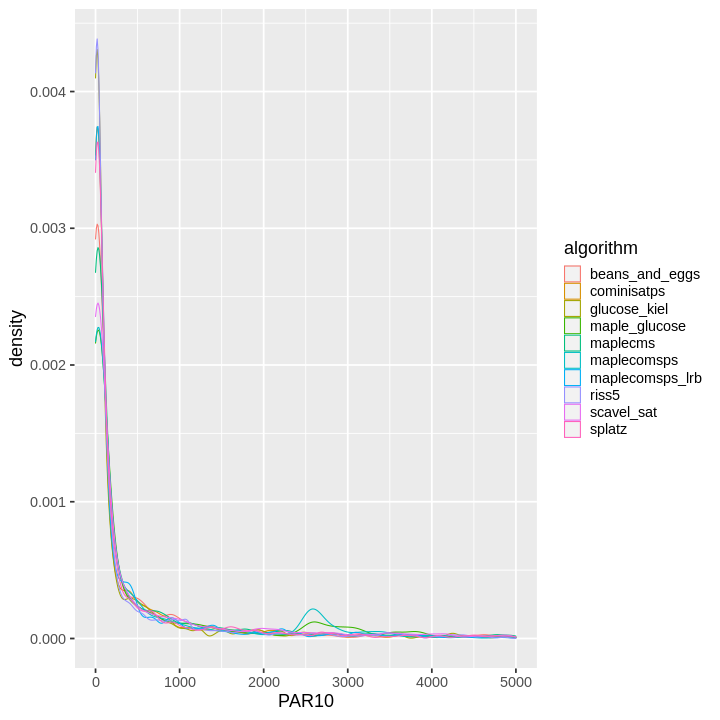 0.004
0.003
0.002
0.001
0.000
density
0
1000
2000
3000
4000
5000
PAR10
algorithm
beans_and_eggs
cominisatps
glucose_kiel
maple_glucose
maplecms
maplecomsps
maplecomsps_lrb
riss5
scavel_sat
splatz